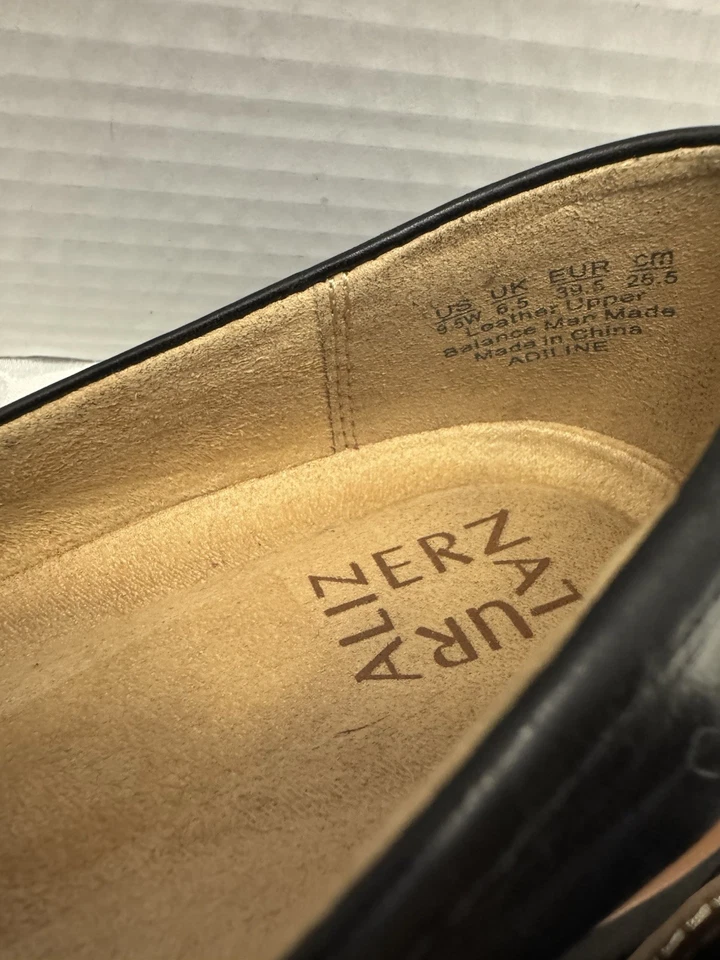 US UK EUR cm
8.5W 6.5 39.5 25.5
Leather Upper
Balance Man Made
Made in China
ADILINE
NATURALIZER